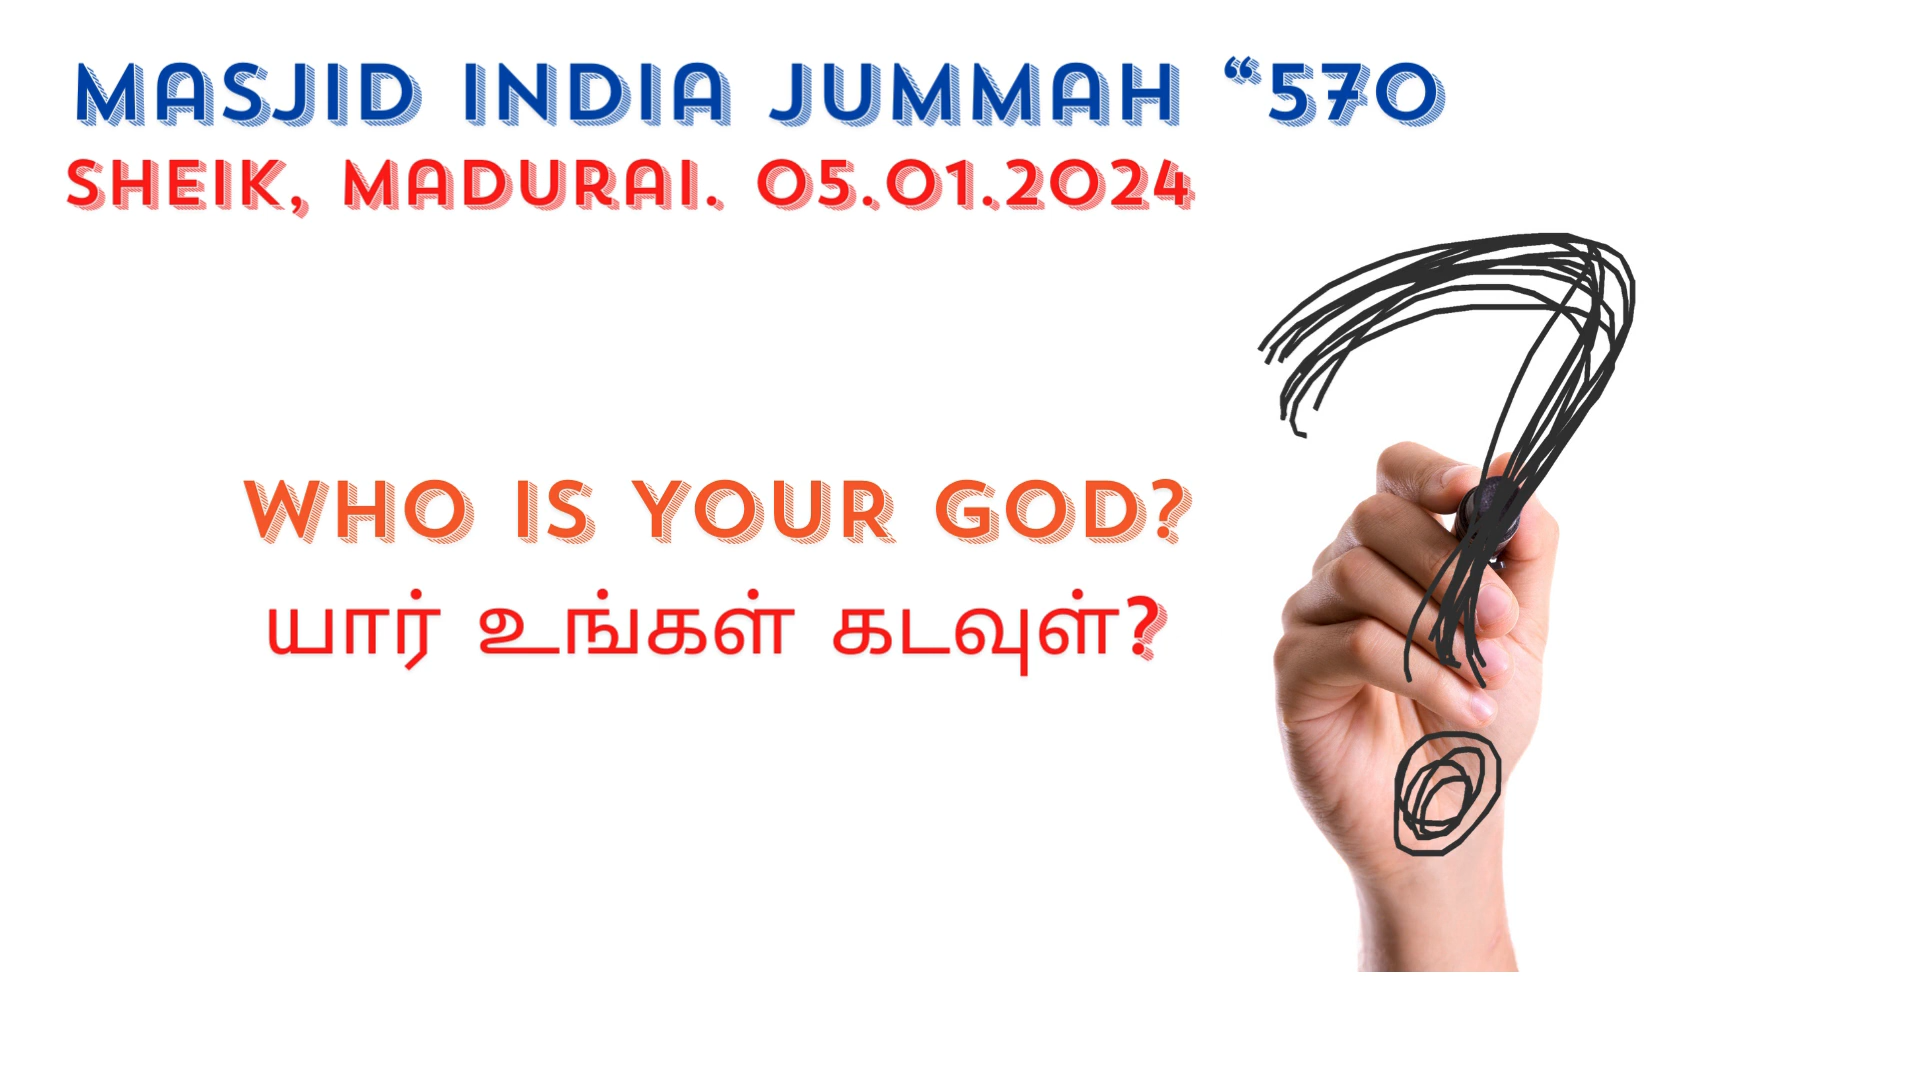 MASJID INDIA JUMMAH “570
SHEIK, MADURAI. 05.01.2024
WHO IS YOUR GOD?
யார் உங்கள் கடவுள்?